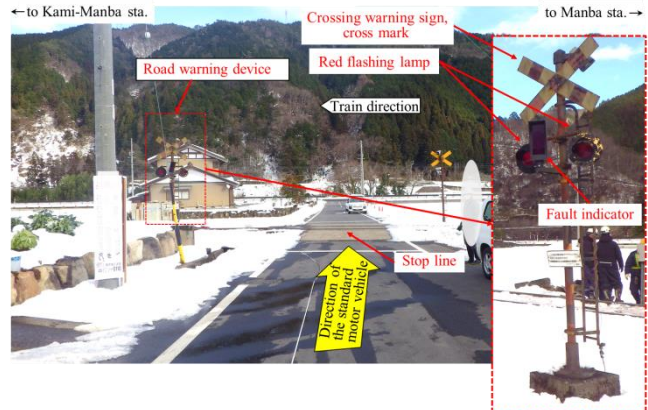 ←to Kami-Manba sta.
Crossing warning sign,
cross mark
to Manba sta.→
Road warning device
Red flashing lamp
Train direction
Fault indicator
Stop line
Direction of
the standard
motor vehicle